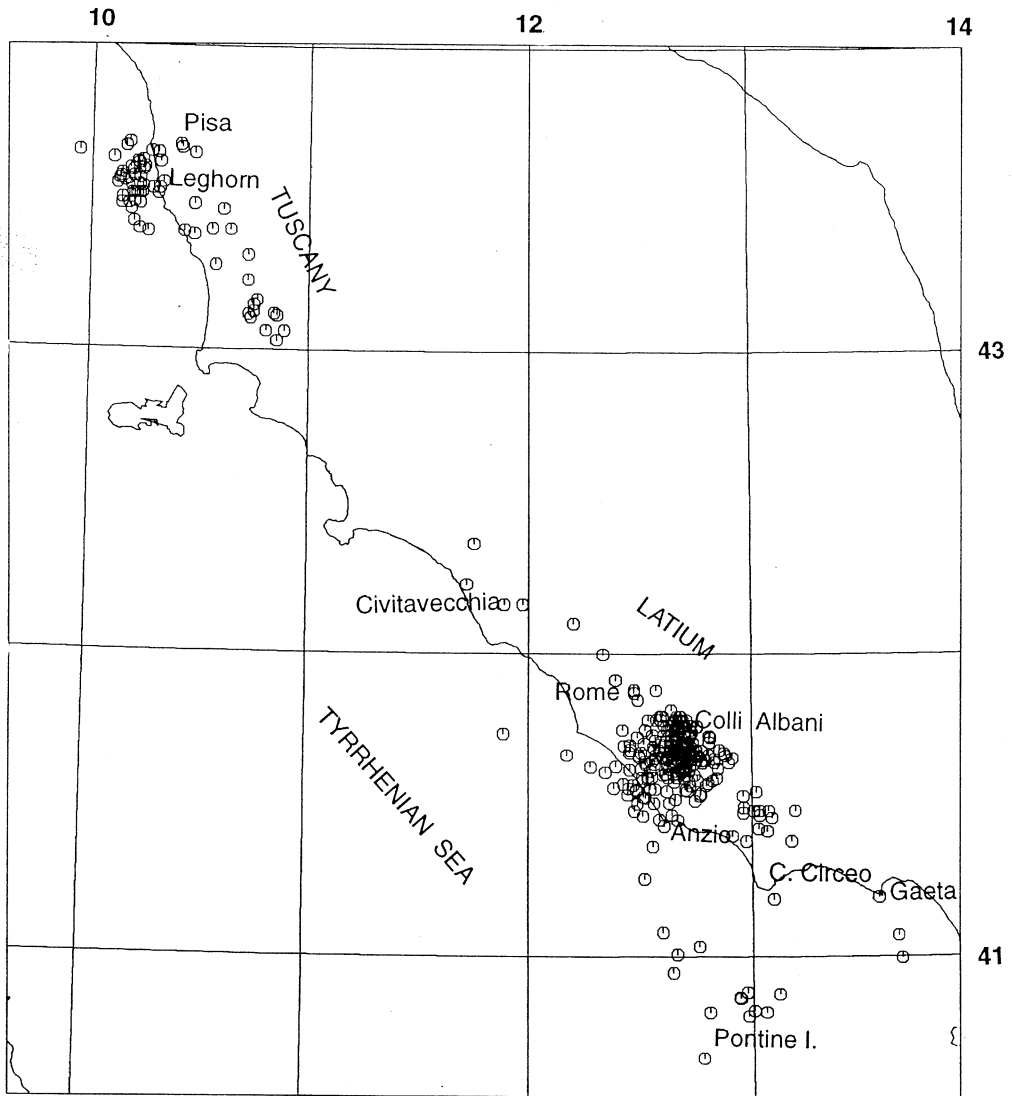 10
12
14
Pisa
Leghorn
TUSCANY
43
Civitavecchia
LATIUM
Rome
Colli Albani
TYRRHENIAN SEA
Anzio
C. Circeo
Gaeta
41
Pontine I.